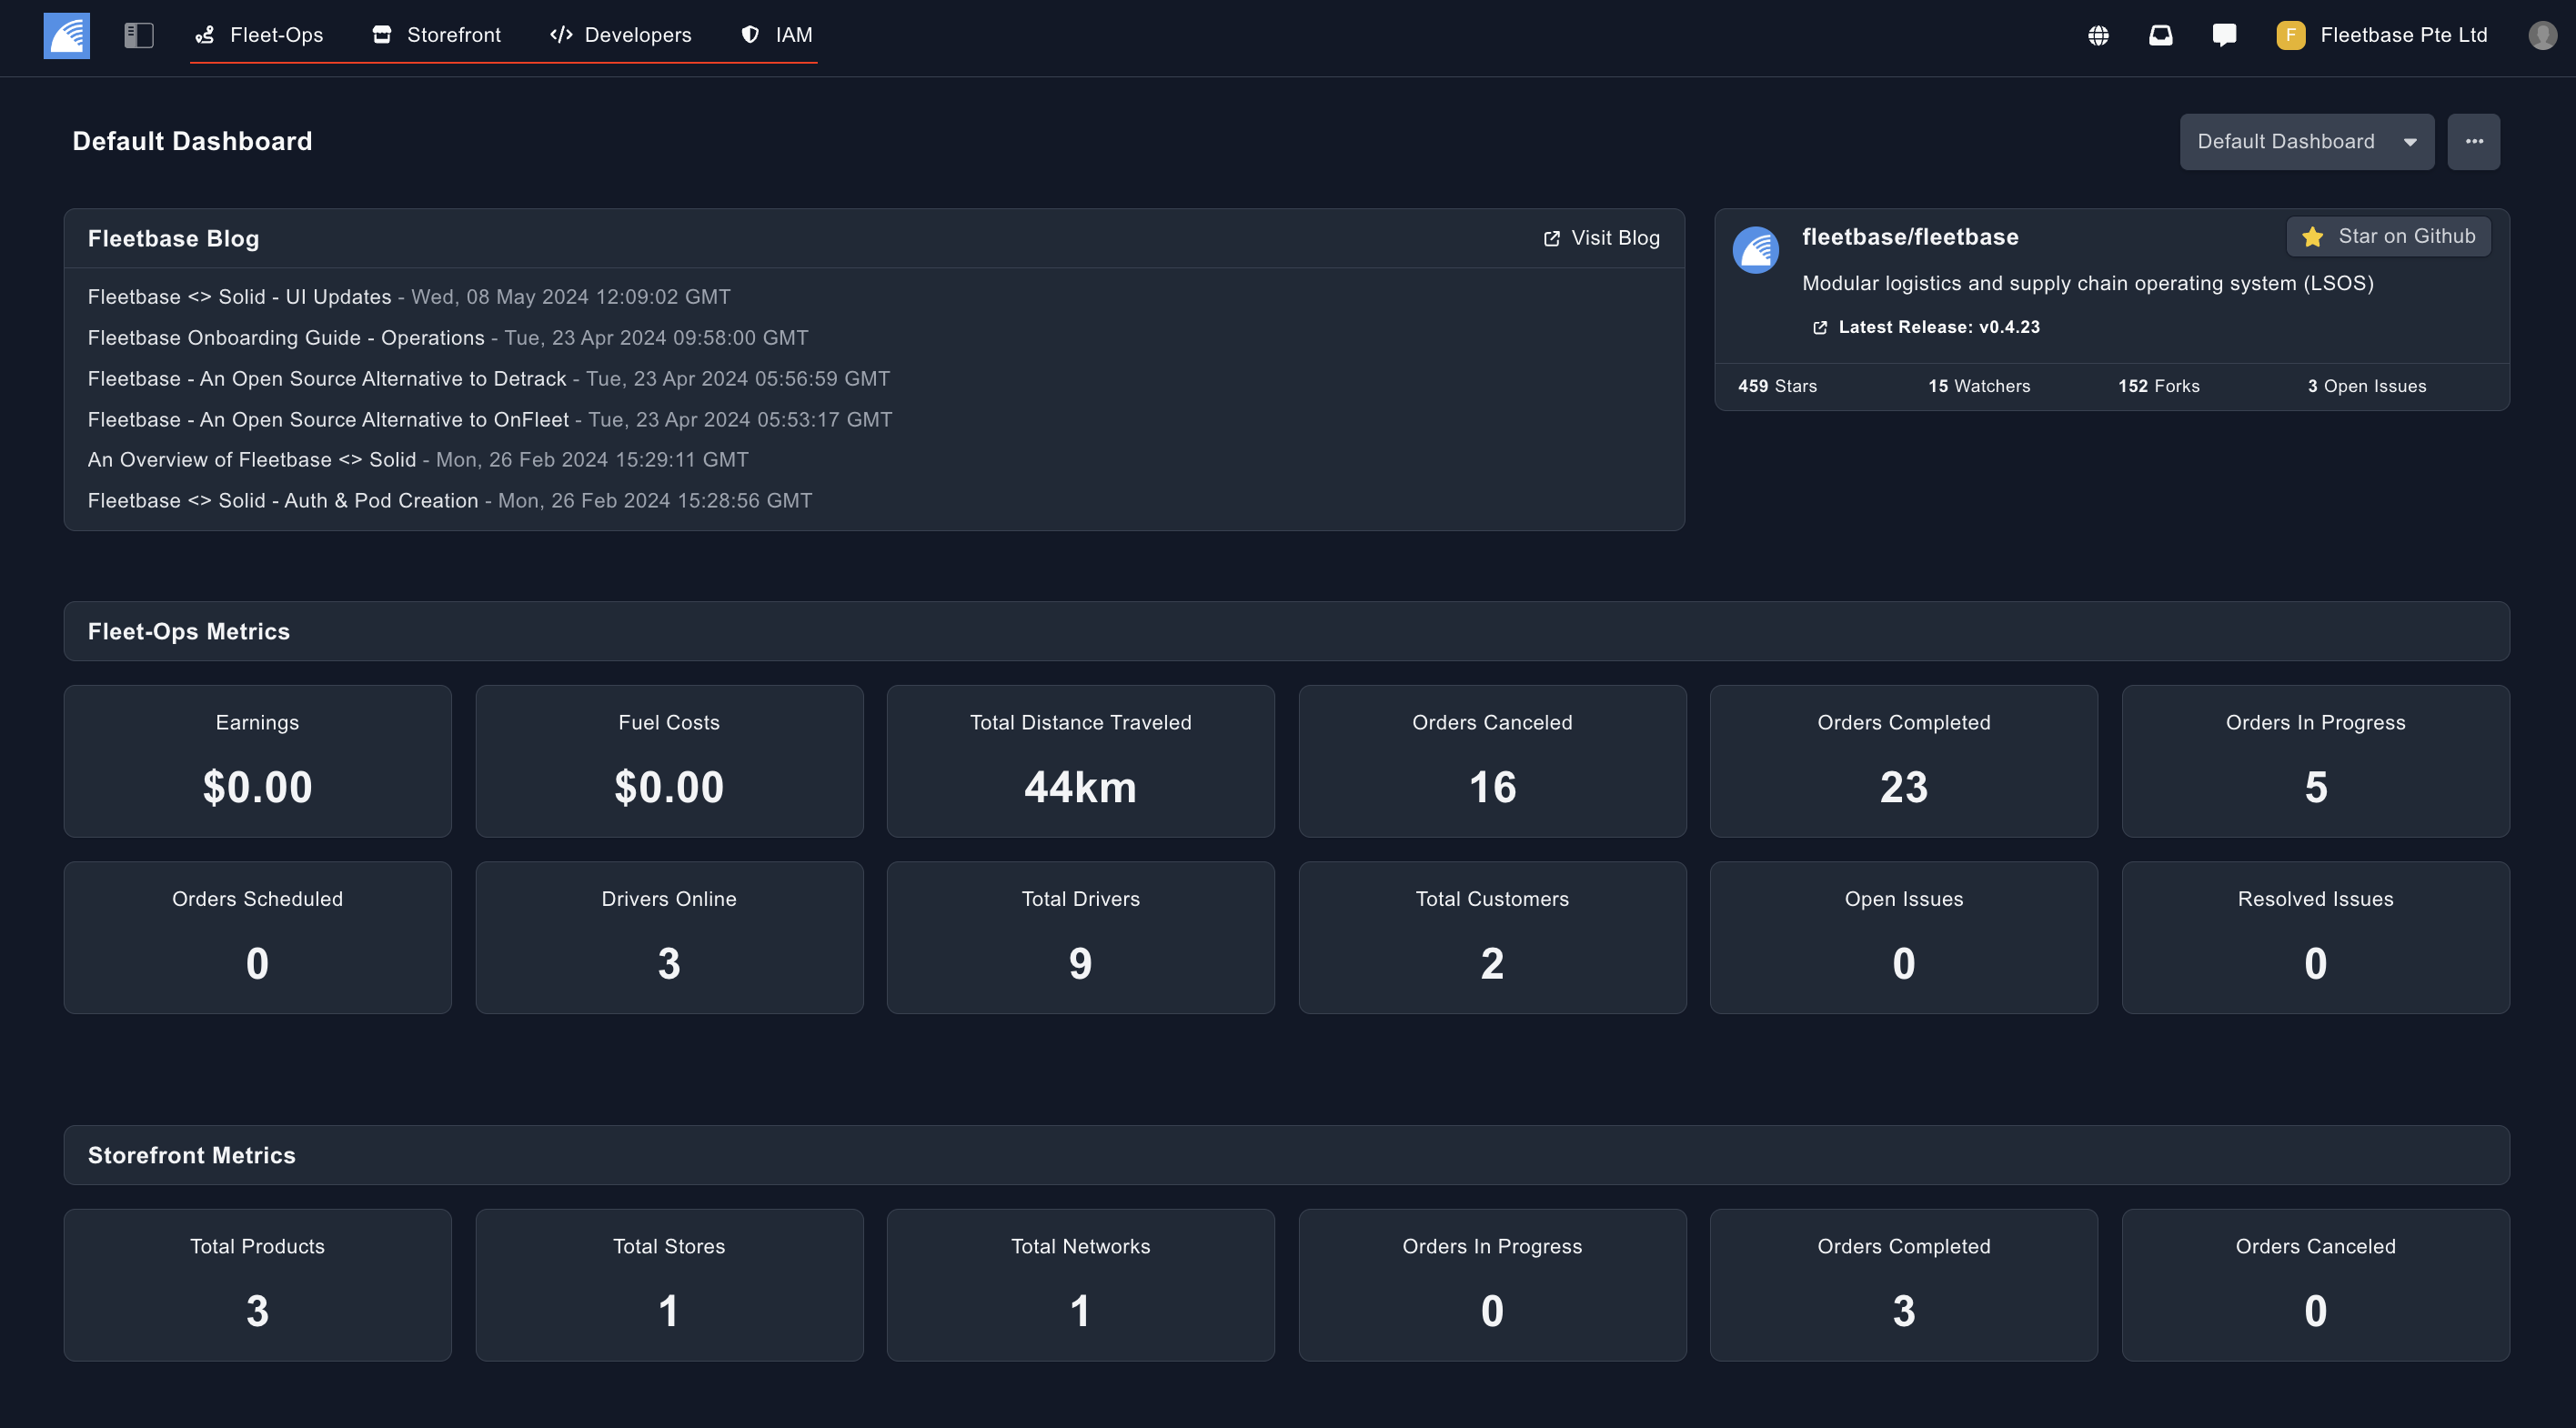 Fleet-Ops Storefront Developers IAM F Fleetbase Pte Ltd
Default Dashboard
Default Dashboard
Fleetbase Blog
Visit Blog
Fleetbase <> Solid - UI Updates - Wed, 08 May 2024 12:09:02 GMT
Fleetbase Onboarding Guide - Operations - Tue, 23 Apr 2024 09:58:00 GMT
Fleetbase - An Open Source Alternative to Detrack - Tue, 23 Apr 2024 05:56:59 GMT
Fleetbase - An Open Source Alternative to OnFleet - Tue, 23 Apr 2024 05:53:17 GMT
An Overview of Fleetbase <> Solid - Mon, 26 Feb 2024 15:29:11 GMT
Fleetbase <> Solid - Auth & Pod Creation - Mon, 26 Feb 2024 15:28:56 GMT
fleetbase/fleetbase
Star on Github
Modular logistics and supply chain operating system (LSOS)
Latest Release: v0.4.23
459 Stars 15 Watchers 152 Forks 3 Open Issues
Fleet-Ops Metrics
Earnings
$0.00
Fuel Costs
$0.00
Total Distance Traveled
44km
Orders Canceled
16
Orders Completed
23
Orders In Progress
5
Orders Scheduled
0
Drivers Online
3
Total Drivers
9
Total Customers
2
Open Issues
0
Resolved Issues
0
Storefront Metrics
Total Products
3
Total Stores
1
Total Networks
1
Orders In Progress
0
Orders Completed
3
Orders Canceled
0